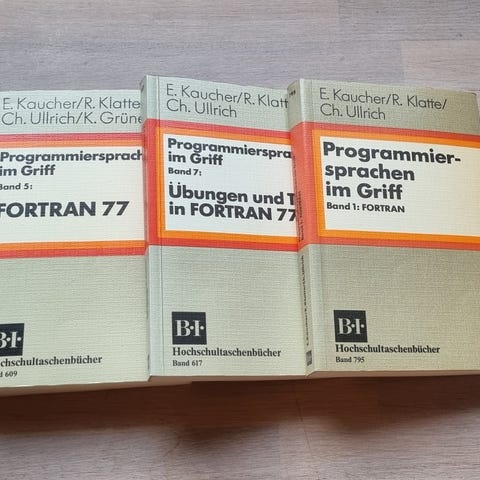 E. Kaucher/R. Klatte
Ch. Ullrich/K. Grüne
Programmiersprach
im Griff
Band 5:
FORTRAN 77
B·I·
Hochschultaschenbücher
609
E. Kaucher/R. Klatt
Ch. Ullrich
Programmierspra
im Griff
Band 7:
Übungen und T
in FORTRAN 77
B·I·
Hochschultaschenbücher
Band 617
E. Kaucher/R. Klatte/
Ch. Ullrich
Programmier-
sprachen
im Griff
Band 1: FORTRAN
B·I·
Hochschultaschenbücher
Band 795